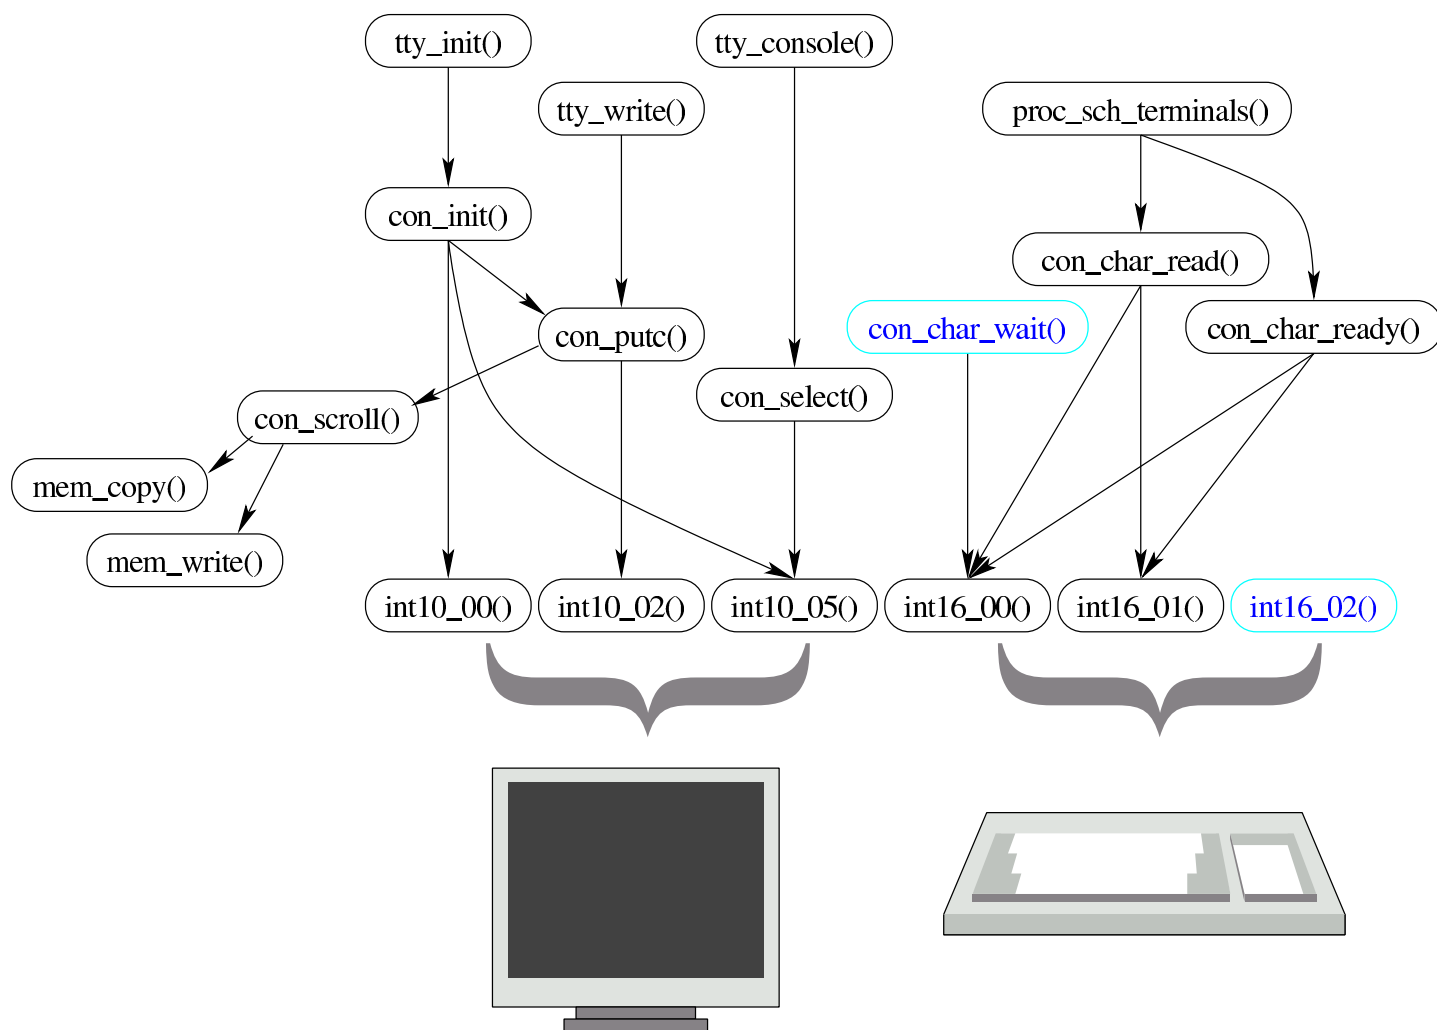 tty_init()
tty_console()
tty_write()
proc_sch_terminals()
con_init()
con_char_read()
con_char_wait()
con_char_ready()
con_putc()
con_select()
con_scroll()
mem_copy()
mem_write()
int10_00()
int10_02()
int10_05()
int16_00()
int16_01()
int16_02()